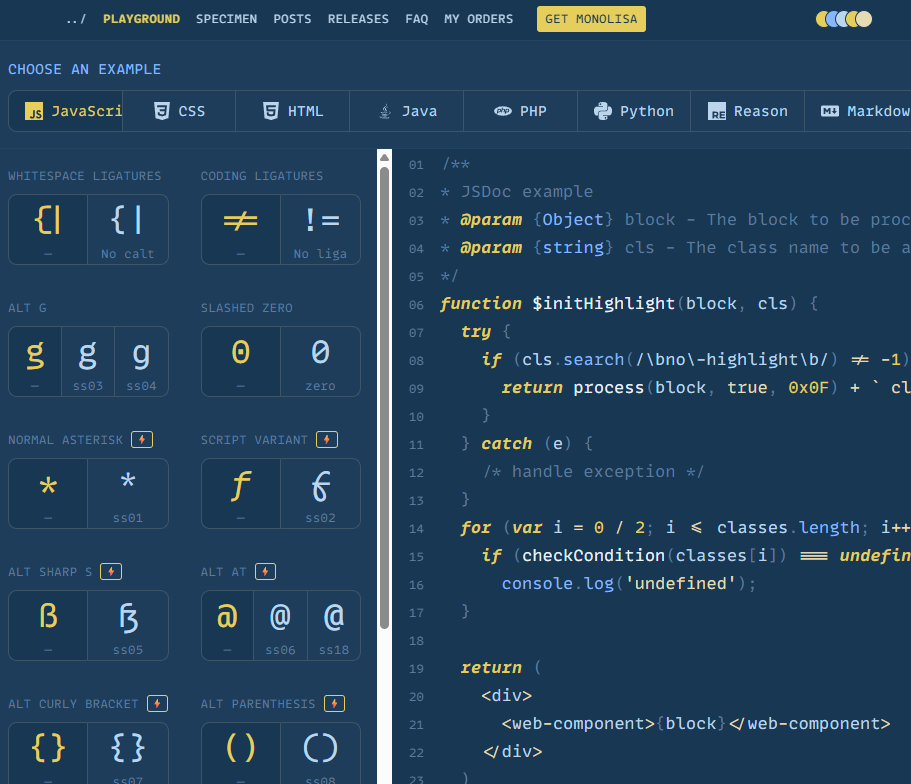 ../ PLAYGROUND SPECIMEN POSTS RELEASES FAQ MY ORDERS GET MONOLISA
CHOOSE AN EXAMPLE
JS JavaScri CSS HTML Java php PHP Python RE Reason Markdow
WHITESPACE LIGATURES CODING LIGATURES
{| { | != !=
— No calt — No liga
ALT G SLASHED ZERO
g g g 0 0
— ss03 ss04 — zero
NORMAL ASTERISK SCRIPT VARIANT
* * f f
— ss01 — ss02
ALT SHARP S ALT AT
ß ß @ @ @
— ss05 — ss06 ss18
ALT CURLY BRACKET ALT PARENTHESIS
{} {} () ()
— ss07 — ss08
01 /**
02 * JSDoc example
03 * @param {Object} block - The block to be proc
04 * @param {string} cls - The class name to be a
05 */
06 function $initHighlight(block, cls) {
07 try {
08 if (cls.search(/\bno\-highlight\b/) != -1)
09 return process(block, true, 0x0F) + ` cl
10 }
11 } catch (e) {
12 /* handle exception */
13 }
14 for (var i = 0 / 2; i <= classes.length; i++
15 if (checkCondition(classes[i]) === undefin
16 console.log('undefined');
17 }
18
19 return (
20 <div>
21 <web-component>{block}</web-component>
22 </div>
23 )